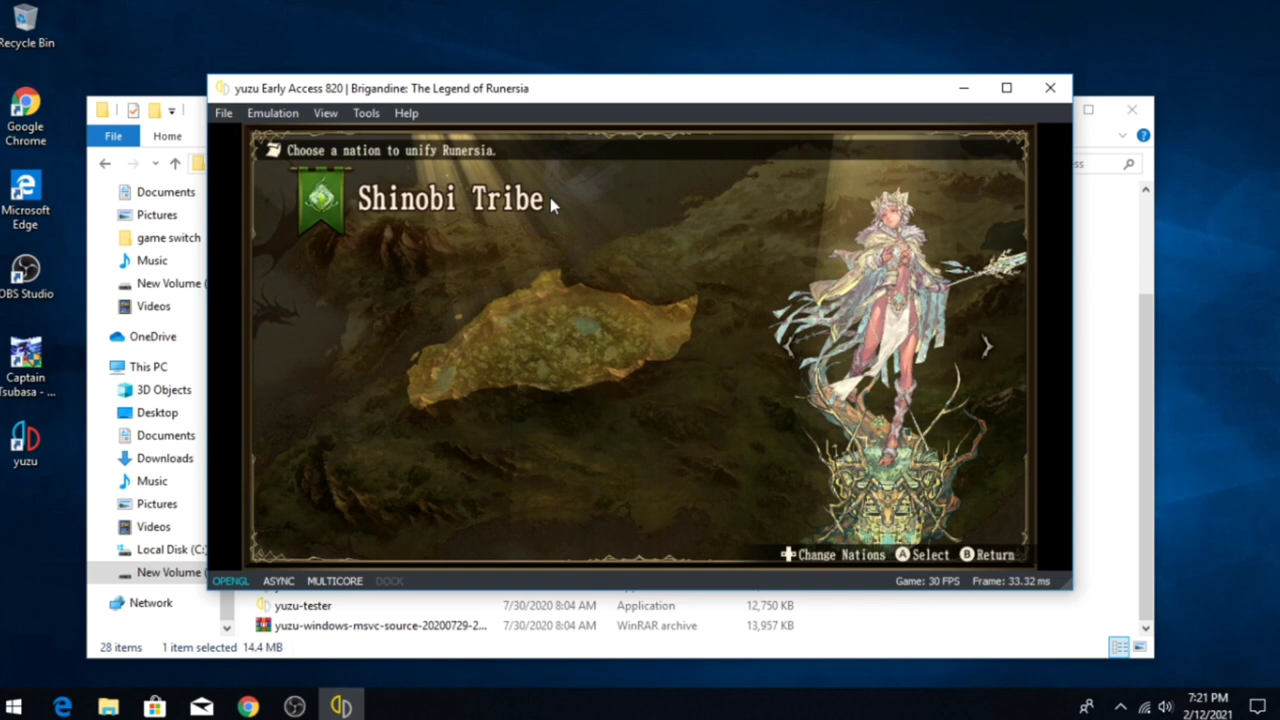 Recycle Bin
Google
Chrome
Microsoft
Edge
OBS Studio
Captain
Tsubasa - ...
yuzu
yuzu Early Access 820 | Brigandine: The Legend of Runersia
File Emulation View Tools Help
Choose a nation to unify Runersia.
Shinobi Tribe
Change Nations A Select B Return
OPENGL ASYNC MULTICORE DOCK Game: 30 FPS Frame: 33.32 ms
File Home
ss
Documents
Pictures
game switch
Music
New Volume (
Videos
OneDrive
This PC
3D Objects
Desktop
Documents
Downloads
Music
Pictures
Videos
Local Disk (C:)
New Volume (
Network
yuzu-tester 7/30/2020 8:04 AM Application 12,750 KB
yuzu-windows-msvc-source-20200729-2... 7/30/2020 8:04 AM WinRAR archive 13,957 KB
28 items 1 item selected 14.4 MB
7:21 PM
2/12/2021